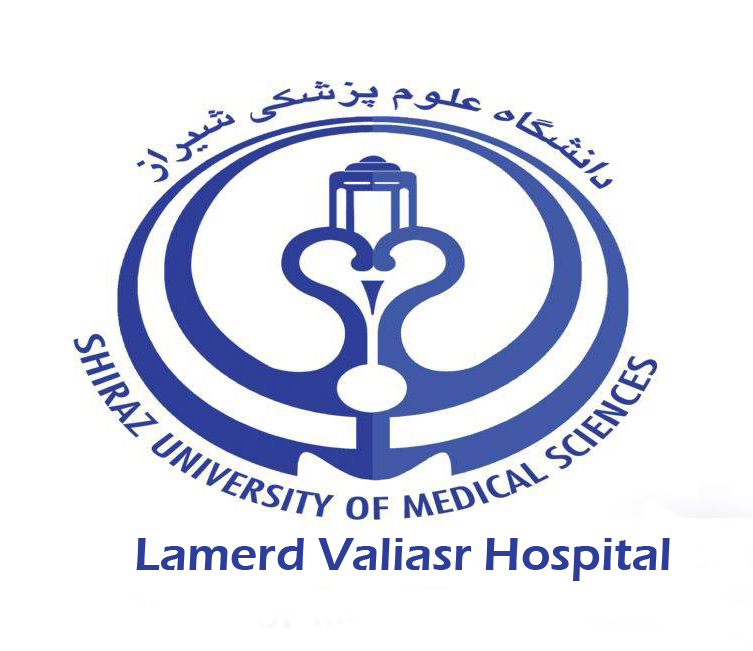 دانشگاه علوم پزشکی شیراز
SHIRAZ UNIVERSITY OF MEDICAL SCIENCES
Lamerd Valiasr Hospital